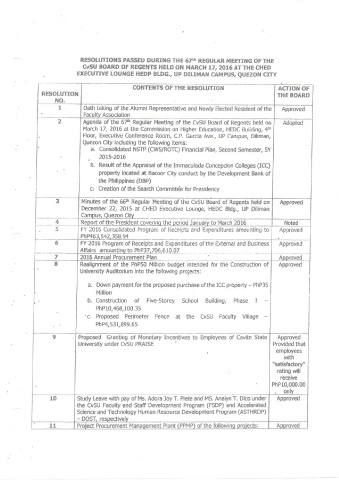 RESOLUTIONS PASSED DURING THE 67th REGULAR MEETING OF THE
CvSU BOARD OF REGENTS HELD ON MARCH 17, 2016 AT THE CHED
EXECUTIVE LOUNGE HEDP BLDG., UP DILIMAN CAMPUS, QUEZON CITY
RESOLUTION NO.
CONTENTS OF THE RESOLUTION
ACTION OF THE BOARD
1
Oath taking of the Alumni Representative and Newly Elected Resident of the
Faculty Association
Approved
2
Agenda of the 67th Regular Meeting of the CvSU Board of Regents held on
March 17, 2016 at the Commission on Higher Education, HEDC Building, 4th
Floor, Executive Conference Room, C.P. Garcia Ave., UP Campus, Diliman,
Quezon City including the following items:
a. Consolidated NSTP (CWS/ROTC) Financial Plan, Second Semester, SY
2015-2016
b. Result of the Appraisal of the Immaculate Concepcion Colleges (ICC)
property located at Bacoor City conduct by the Development Bank of
the Philippines (DBP)
c. Creation of the Search Committee for Presidency
Adopted
3
Minutes of the 66th Regular Meeting of the CvSU Board of Regents held on
December 22, 2015 at CHED Executive Lounge, HEDC Bldg., UP Diliman
Campus, Quezon City
Approved
4
Report of the President covering the period January to March 2016
Noted
5
FY 2016 Consolidated Program of Receipts and Expenditures amounting to
PhP463,542,358.94
Approved
6
FY 2016 Program of Receipts and Expenditures of the External and Business
Affairs amounting to PhP37,706,610.07
Approved
7
2016 Annual Procurement Plan
Approved
8
Realignment of the PhP50 Million budget intended for the Construction of
University Auditorium into the following projects:
a. Down payment for the proposed purchase of the ICC property – PhP35
Million
b. Construction of Five-Storey School Building, Phase I –
PhP10,468,100.35
c. Proposed Perimeter Fence at the CvSU Faculty Village –
PhP4,531,899.65
Approved
9
Proposed Granting of Monetary Incentives to Employees of Cavite State
University under CvSU PRAISE
Approved
Provided that
employees
with
"satisfactory"
rating will
receive
PhP10,000.00
only
10
Study Leave with pay of Ms. Adora Joy T. Plete and MS. Analyn T. Dico under
the CvSU Faculty and Staff Development Program (FSDP) and Accelerated
Science and Technology Human Resource Development Program (ASTHRDP)
– DOST, respectively
Approved
11
Project Procurement Management Plant (PPMP) of the following projects:
Approved